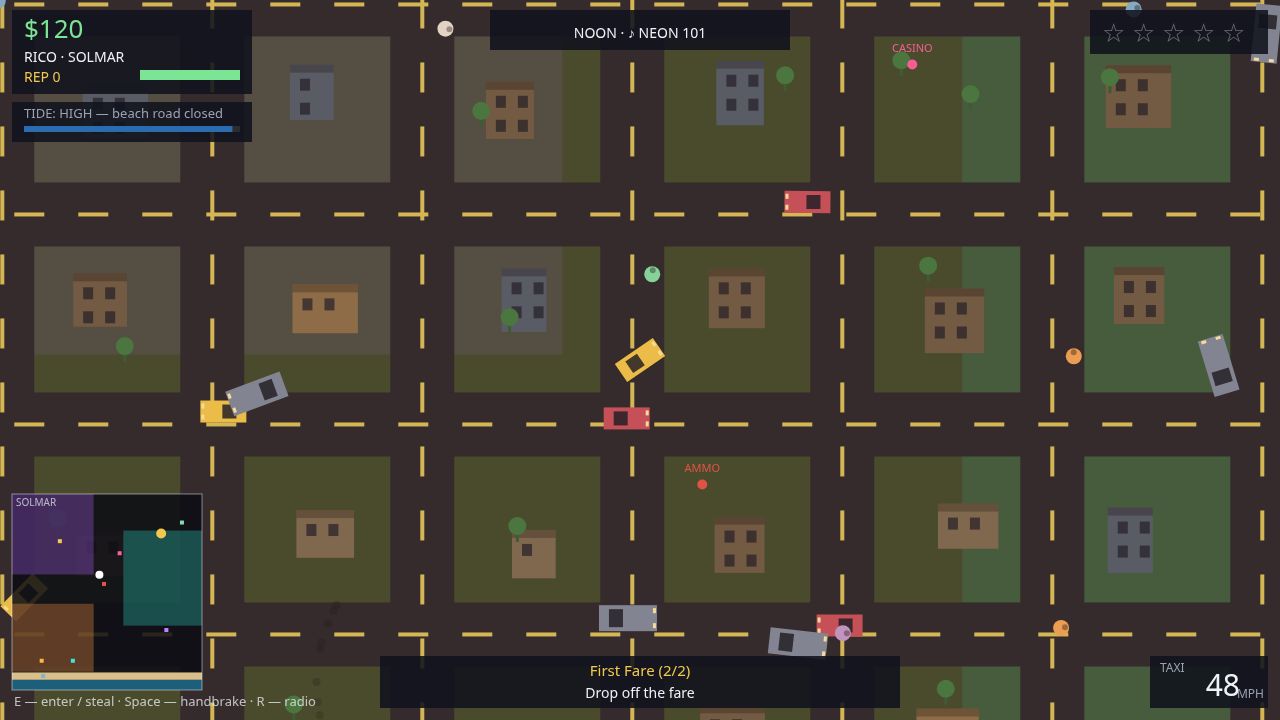 $120
RICO · SOLMAR
REP 0
TIDE: HIGH — beach road closed
NOON · ♪ NEON 101
☆ ☆ ☆ ☆ ☆
CASINO
AMMO
SOLMAR
First Fare (2/2)
Drop off the fare
TAXI
48 MPH
E — enter / steal · Space — handbrake · R — radio